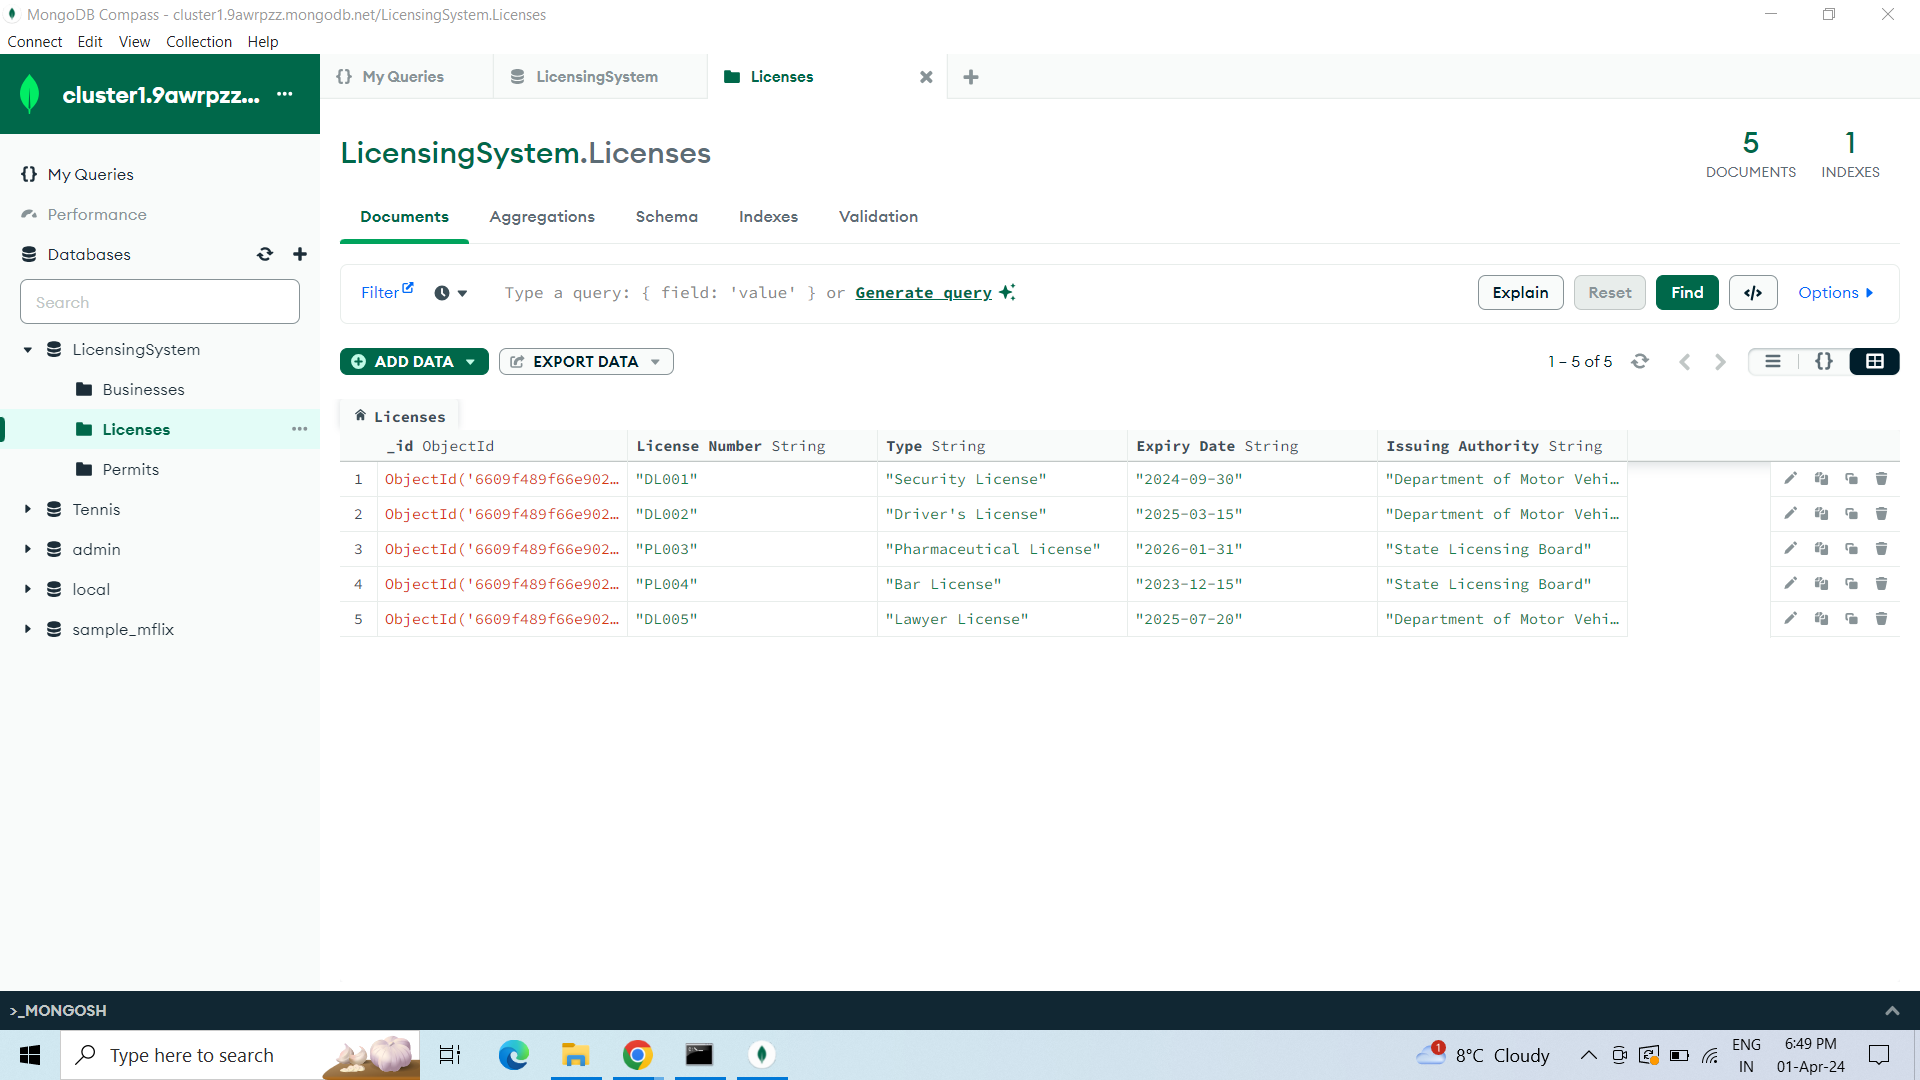 MongoDB Compass - cluster1.9awrpzz.mongodb.net/LicensingSystem.Licenses
Connect Edit View Collection Help
cluster1.9awrpzz... ...
{} My Queries
LicensingSystem
Licenses
My Queries
Performance
Databases
Search
LicensingSystem
Businesses
Licenses
Permits
Tennis
admin
local
sample_mflix
LicensingSystem.Licenses
5 DOCUMENTS
1 INDEXES
Documents Aggregations Schema Indexes Validation
Filter Type a query: { field: 'value' } or Generate query Explain Reset Find </> Options
ADD DATA EXPORT DATA 1 – 5 of 5 {}
Licenses
_id ObjectId License Number String Type String Expiry Date String Issuing Authority String
1 ObjectId('6609f489f66e902... "DL001" "Security License" "2024-09-30" "Department of Motor Vehi...
2 ObjectId('6609f489f66e902... "DL002" "Driver's License" "2025-03-15" "Department of Motor Vehi...
3 ObjectId('6609f489f66e902... "PL003" "Pharmaceutical License" "2026-01-31" "State Licensing Board"
4 ObjectId('6609f489f66e902... "PL004" "Bar License" "2023-12-15" "State Licensing Board"
5 ObjectId('6609f489f66e902... "DL005" "Lawyer License" "2025-07-20" "Department of Motor Vehi...
>_MONGOSH
Type here to search
1
8°C Cloudy
ENG
IN
6:49 PM
01-Apr-24